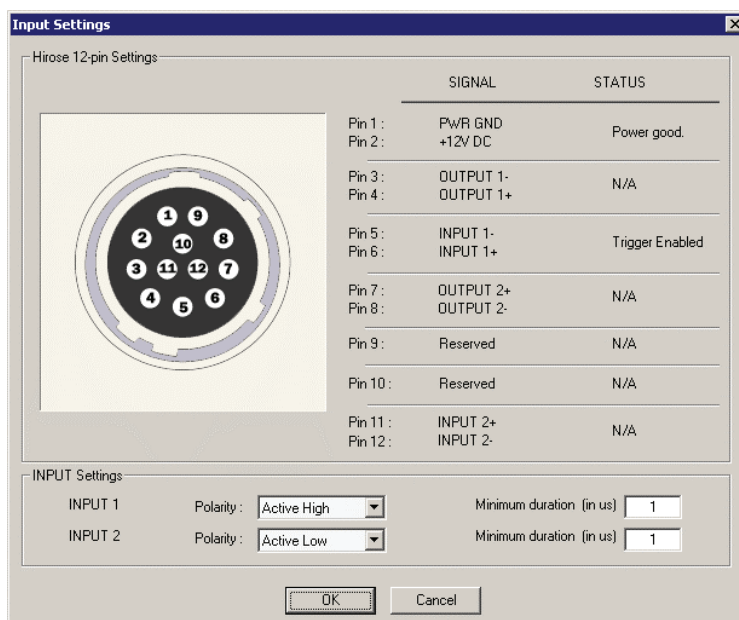 Input Settings
Hirose 12-pin Settings
SIGNAL STATUS
Pin 1 : PWR GND
Pin 2 : +12V DC
Power good.
Pin 3 : OUTPUT 1-
Pin 4 : OUTPUT 1+
N/A
Pin 5 : INPUT 1-
Pin 6 : INPUT 1+
Trigger Enabled
Pin 7 : OUTPUT 2+
Pin 8 : OUTPUT 2-
N/A
Pin 9 : Reserved N/A
Pin 10 : Reserved N/A
Pin 11 : INPUT 2+
Pin 12 : INPUT 2-
N/A
1 9
2 10 8
3 11 12 7
4 5 6
INPUT Settings
INPUT 1 Polarity : Active High Minimum duration (in us) 1
INPUT 2 Polarity : Active Low Minimum duration (in us) 1
OK Cancel